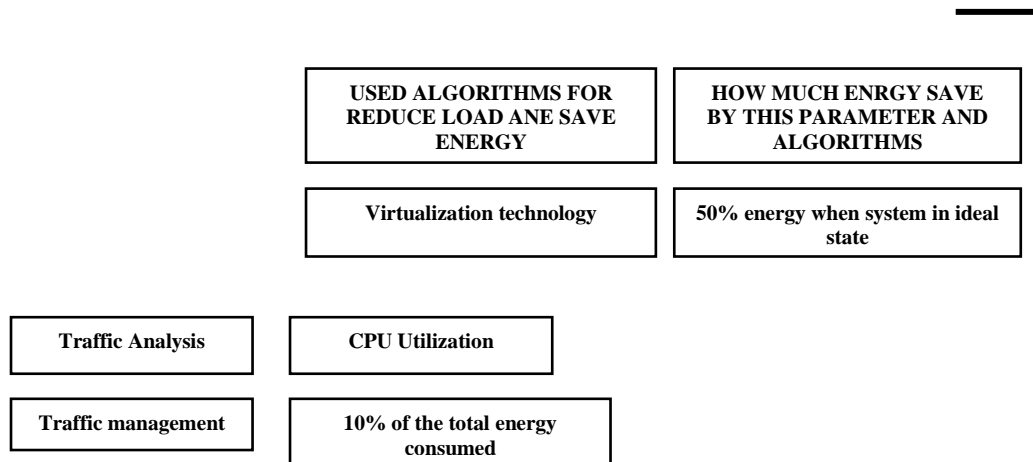 USED ALGORITHMS FOR
REDUCE LOAD ANE SAVE
ENERGY
HOW MUCH ENRGY SAVE
BY THIS PARAMETER AND
ALGORITHMS
Virtualization technology
50% energy when system in ideal
state
Traffic Analysis
CPU Utilization
Traffic management
10% of the total energy
consumed